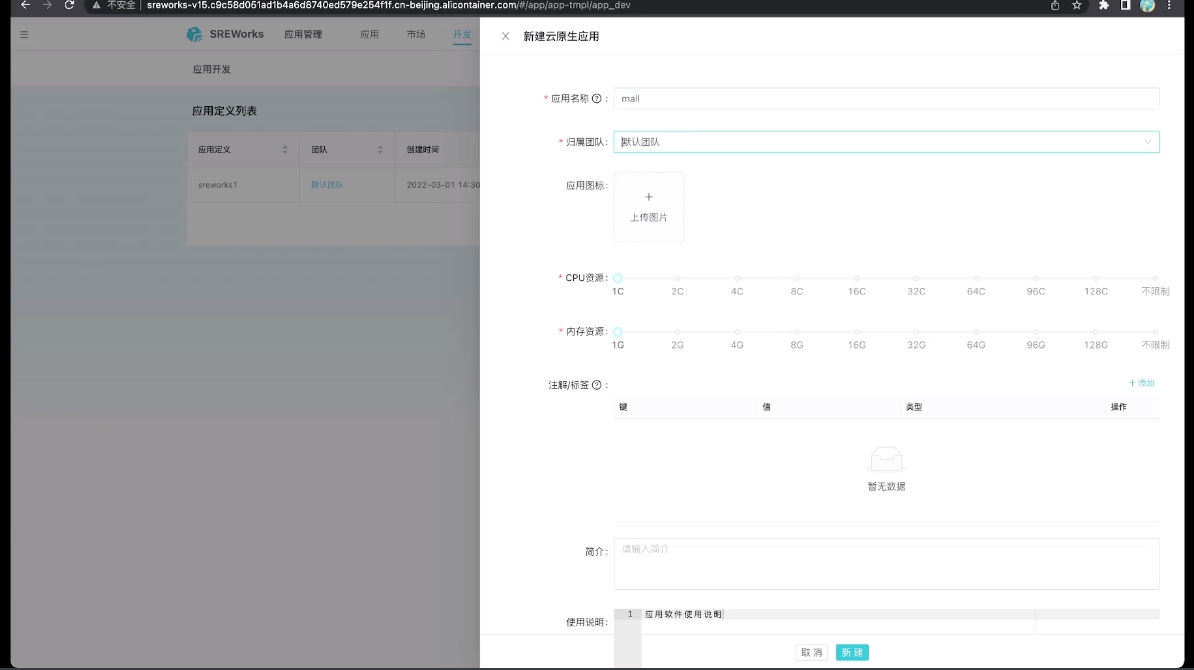 不安全 sreworks-v15.c9c58d051ad1b4a6d8740ed579e254f1f.cn-beijing.alicontainer.com/#/app/app-tmpl/app_dev
SREWorks 应用管理 应用 市场 开发
应用开发
应用定义列表
应用定义 团队 创建时间
sreworks1 默认团队 2022-03-01 14:30
新建云原生应用
* 应用名称 ? : mall
* 归属团队: 默认团队
应用图标: +
上传图片
* CPU资源:
1C 2C 4C 8C 16C 32C 64C 96C 128C 不限制
* 内存资源:
1G 2G 4G 8G 16G 32G 64G 96G 128G 不限制
注解/标签 ? : + 添加
键 值 类型 操作
暂无数据
简介: 请输入简介
使用说明: 1 应用软件使用说明
取消 新建